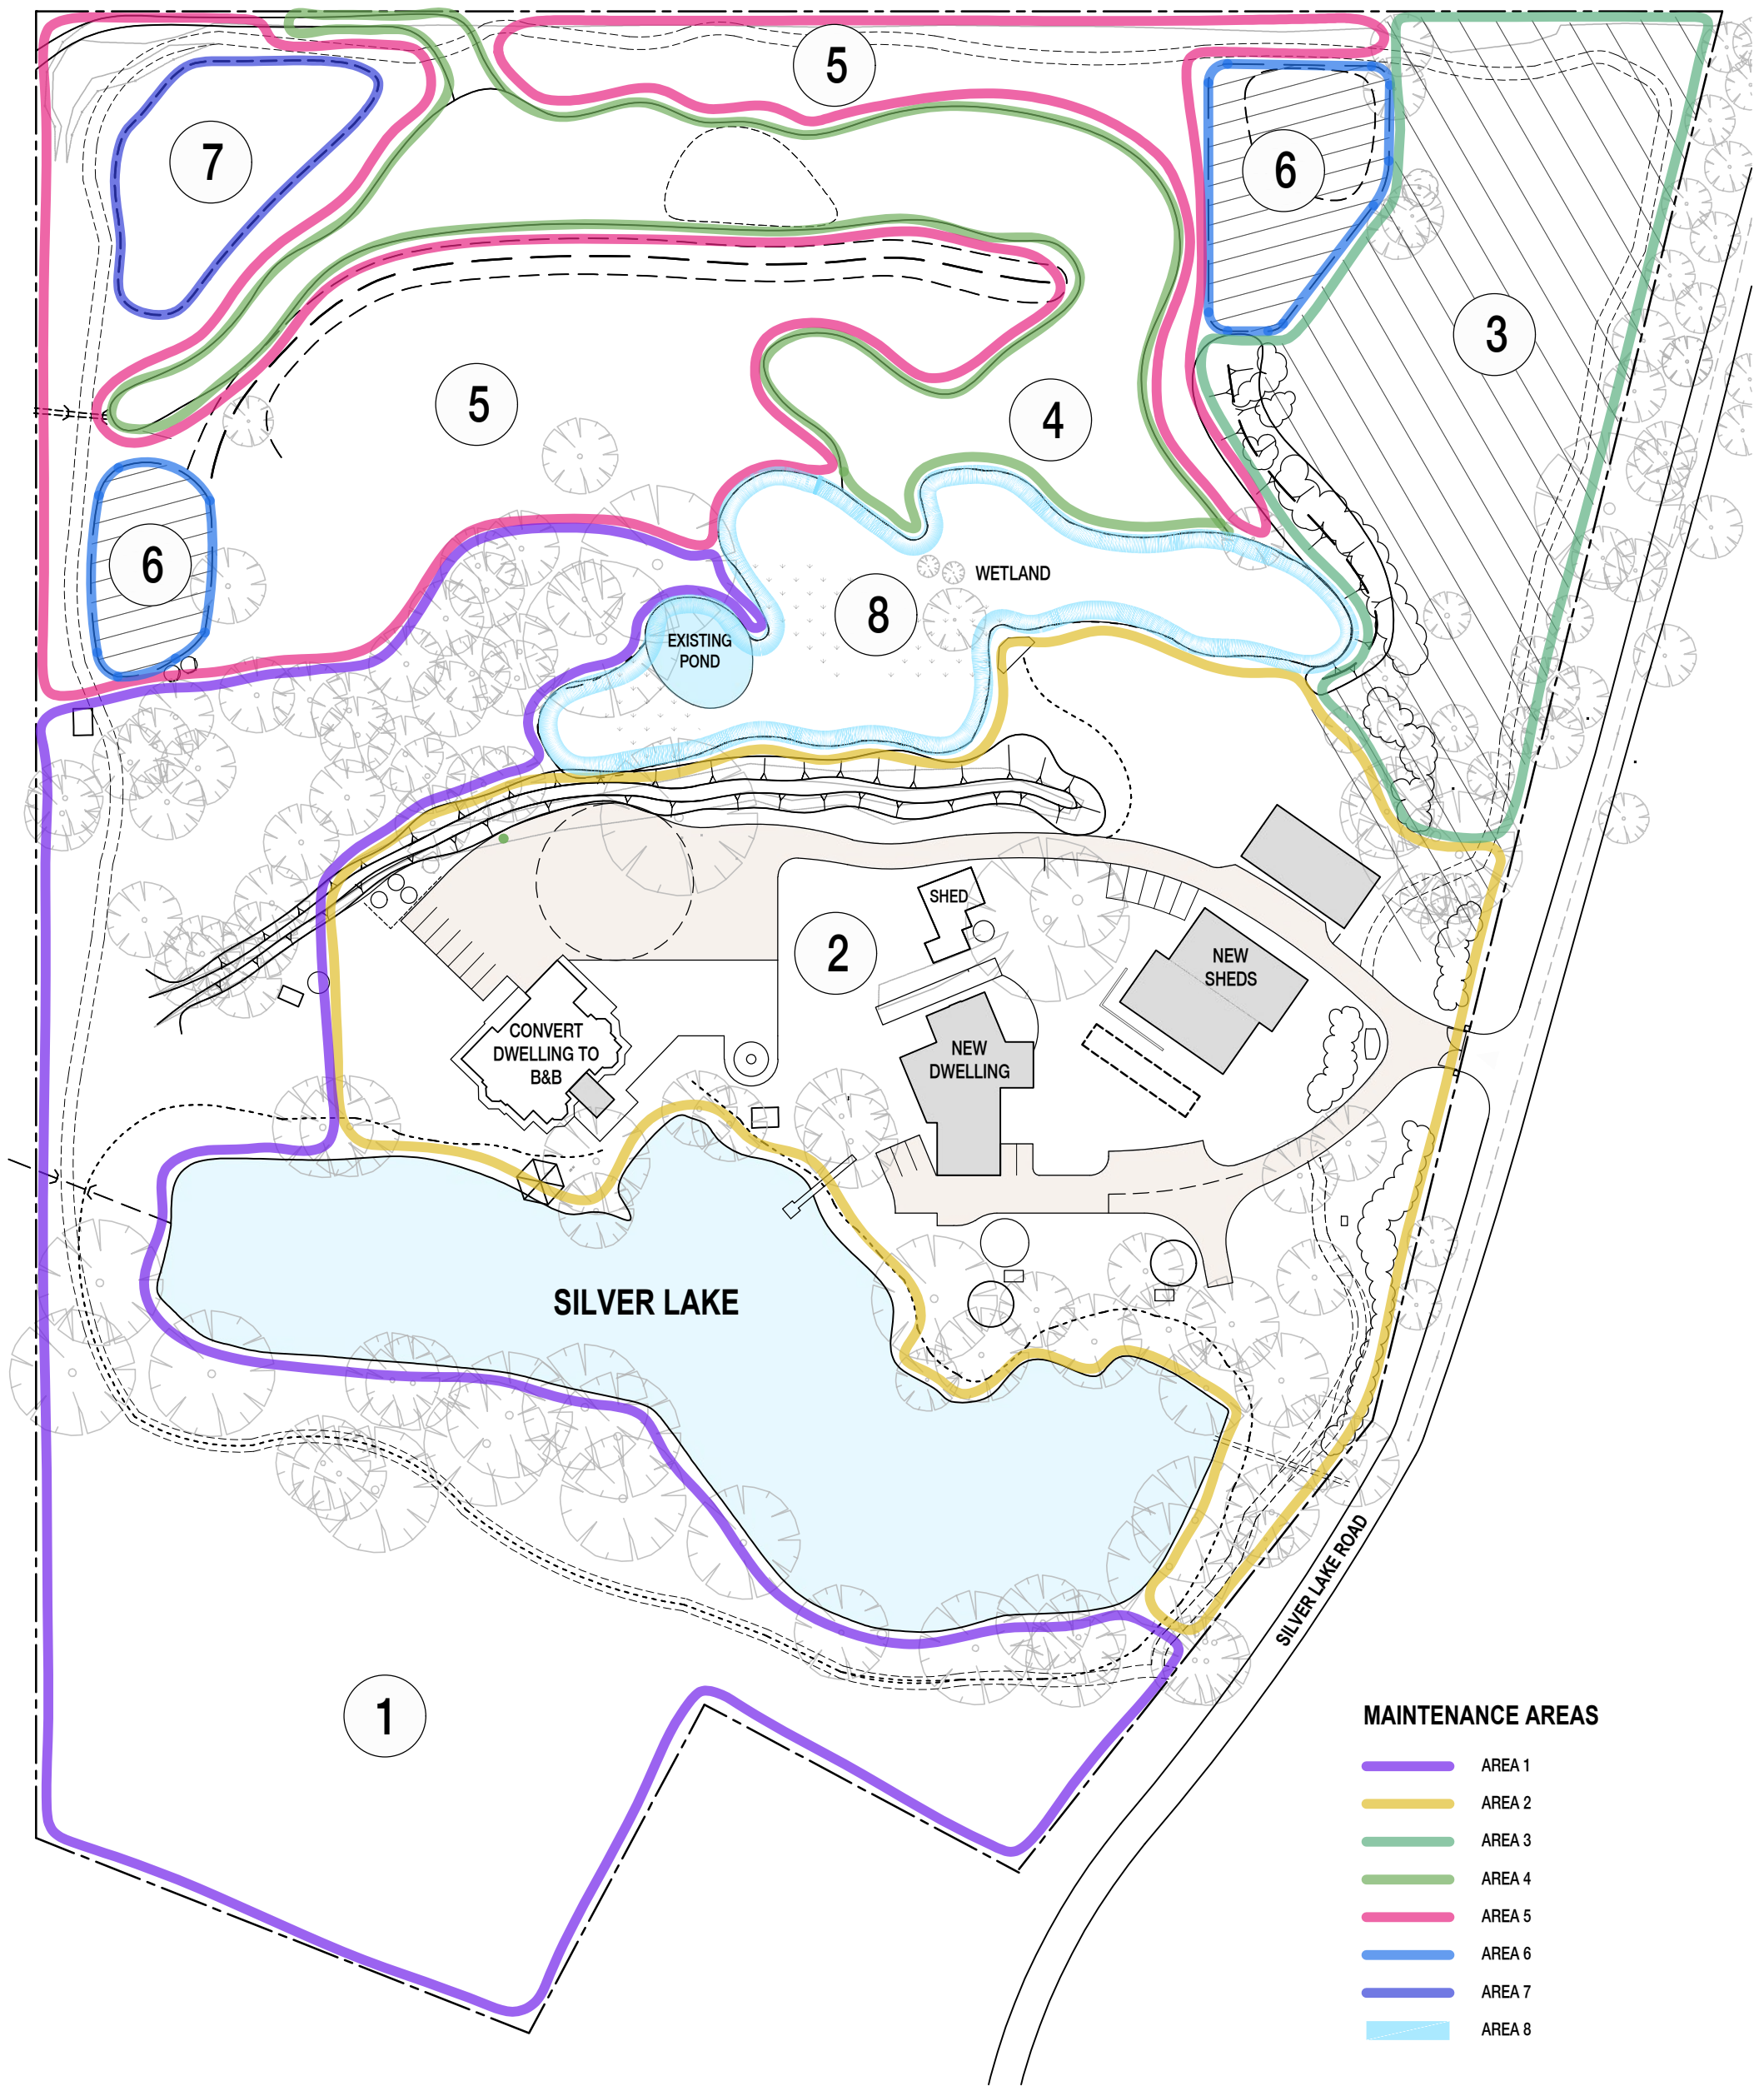 5
7
6
3
5
4
6
WETLAND
8
EXISTING
POND
SHED
2
NEW
SHEDS
CONVERT
DWELLING TO
B&B
NEW
DWELLING
SILVER LAKE
SILVER LAKE ROAD
1
MAINTENANCE AREAS
AREA 1
AREA 2
AREA 3
AREA 4
AREA 5
AREA 6
AREA 7
AREA 8